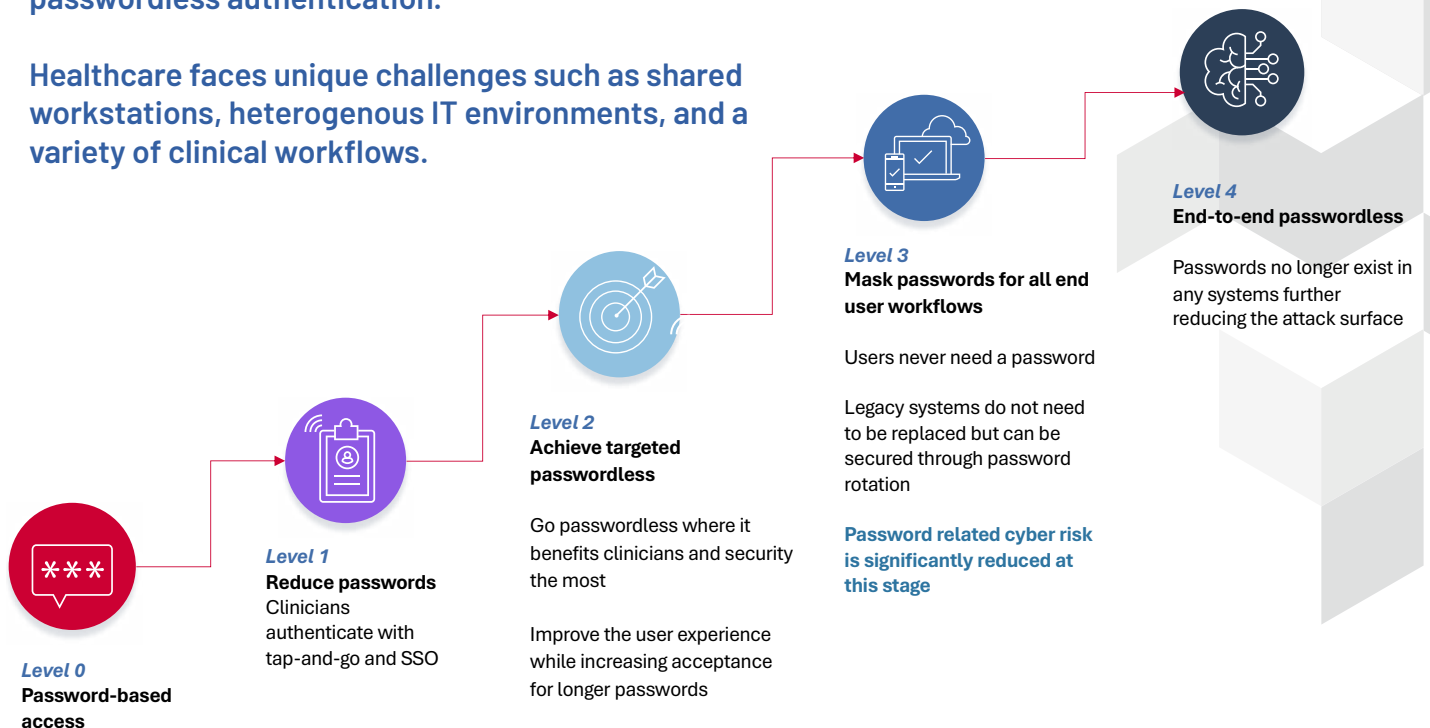 passwordless authentication.
Healthcare faces unique challenges such as shared
workstations, heterogenous IT environments, and a
variety of clinical workflows.
***
Level 0
Password-based
access
Level 1
Reduce passwords
Clinicians
authenticate with
tap-and-go and SSO
Level 2
Achieve targeted
passwordless
Go passwordless where it
benefits clinicians and security
the most
Improve the user experience
while increasing acceptance
for longer passwords
Level 3
Mask passwords for all end
user workflows
Users never need a password
Legacy systems do not need
to be replaced but can be
secured through password
rotation
Password related cyber risk
is significantly reduced at
this stage
Level 4
End-to-end passwordless
Passwords no longer exist in
any systems further
reducing the attack surface